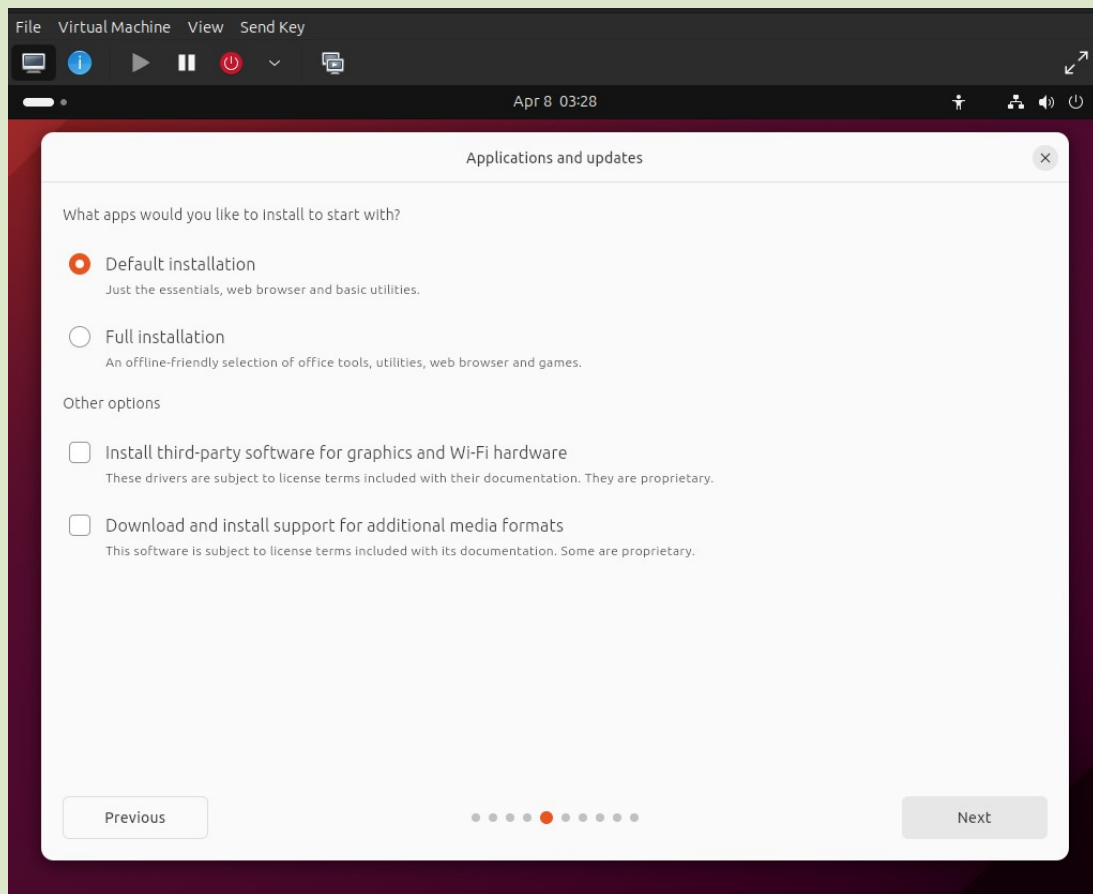 File Virtual Machine View Send Key
Apr 8 03:28
Applications and updates
What apps would you like to install to start with?
Default installation
Just the essentials, web browser and basic utilities.
Full installation
An offline-friendly selection of office tools, utilities, web browser and games.
Other options
Install third-party software for graphics and Wi-Fi hardware
These drivers are subject to license terms included with their documentation. They are proprietary.
Download and install support for additional media formats
This software is subject to license terms included with its documentation. Some are proprietary.
Previous Next